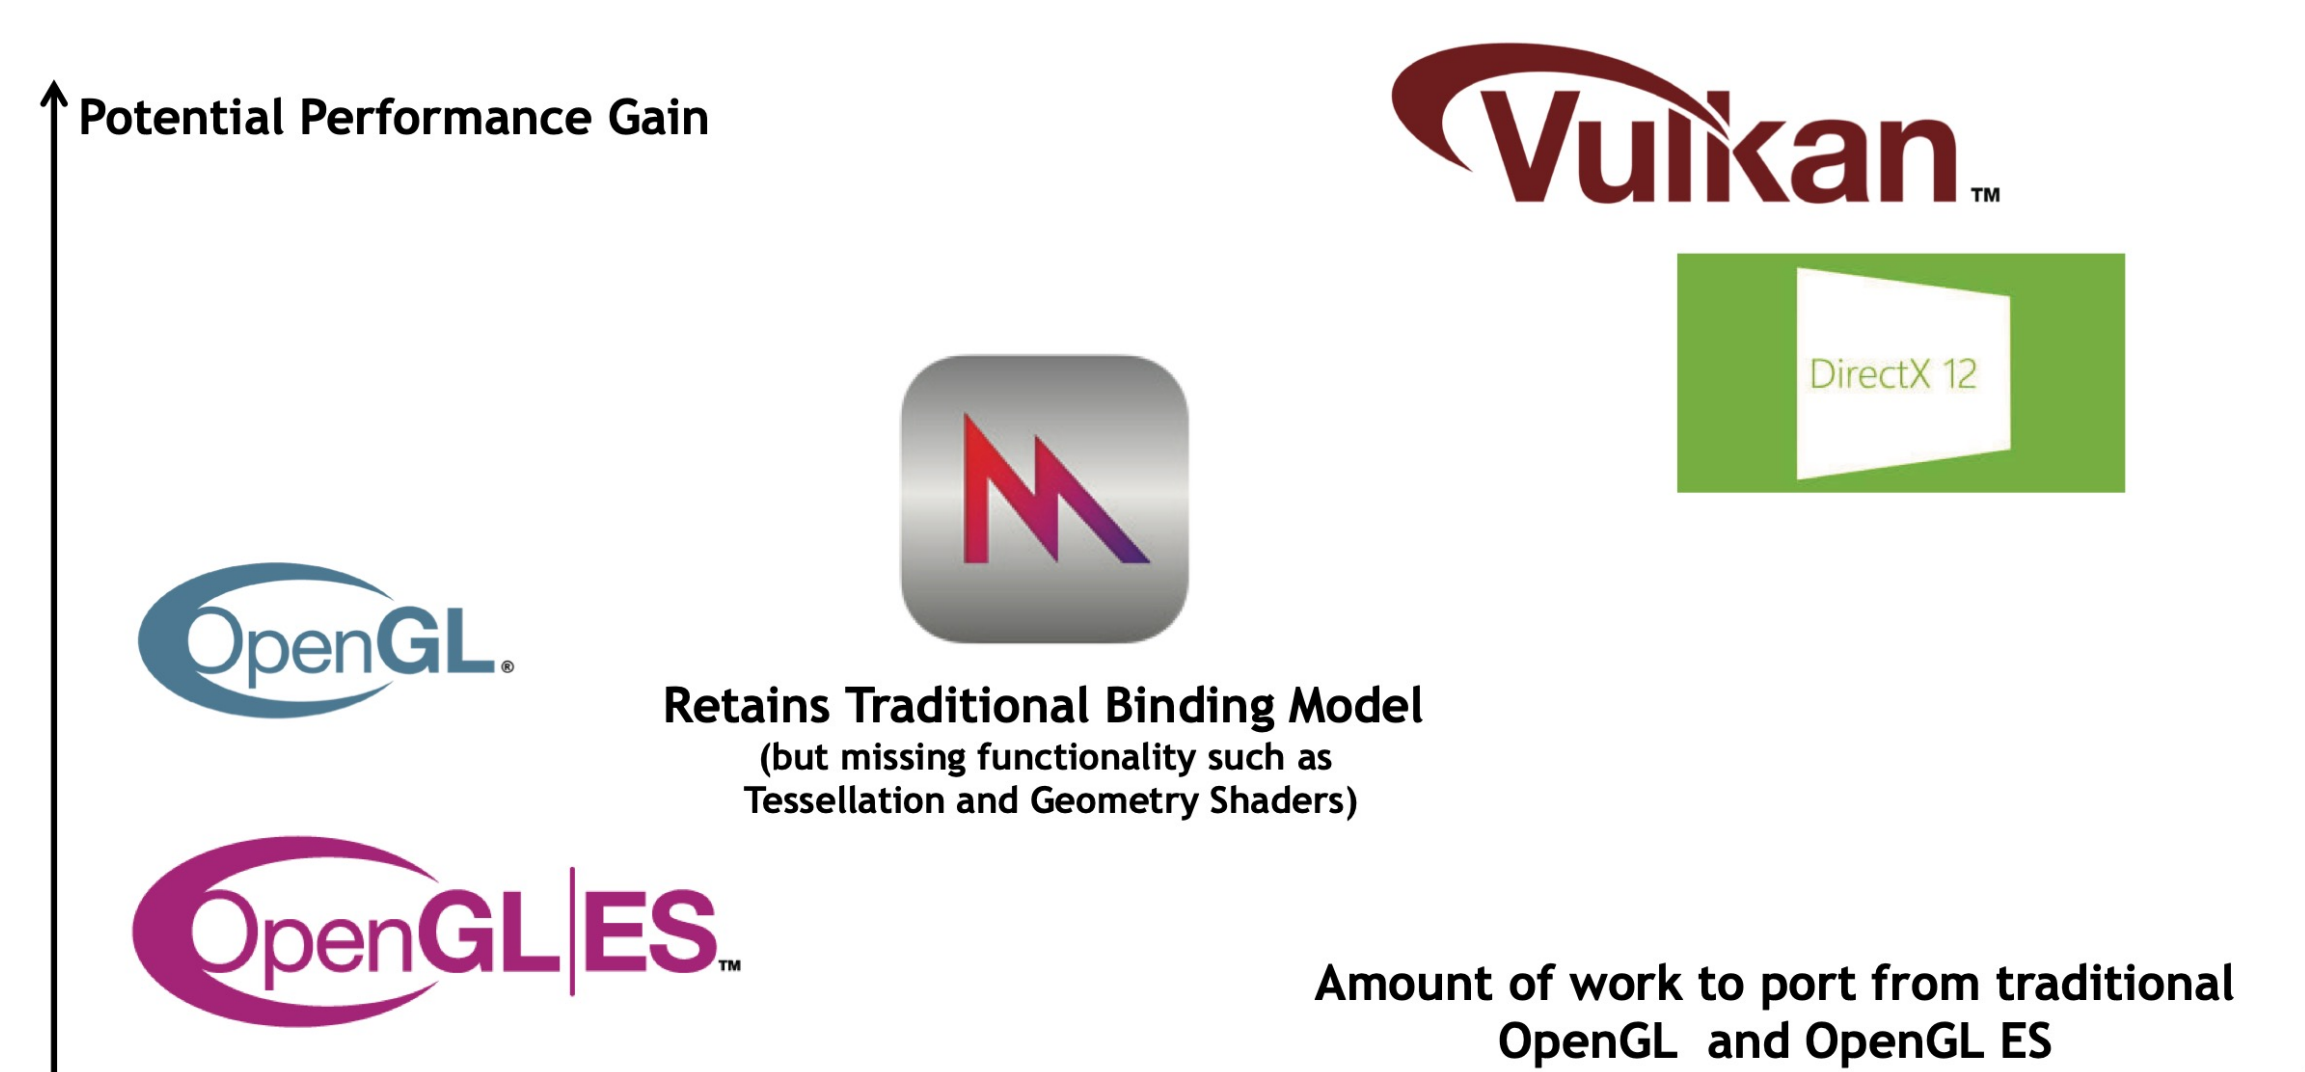 Potential Performance Gain
Vulkan™
DirectX 12
OpenGL®
Retains Traditional Binding Model
(but missing functionality such as
Tessellation and Geometry Shaders)
OpenGL|ES™
Amount of work to port from traditional
OpenGL and OpenGL ES